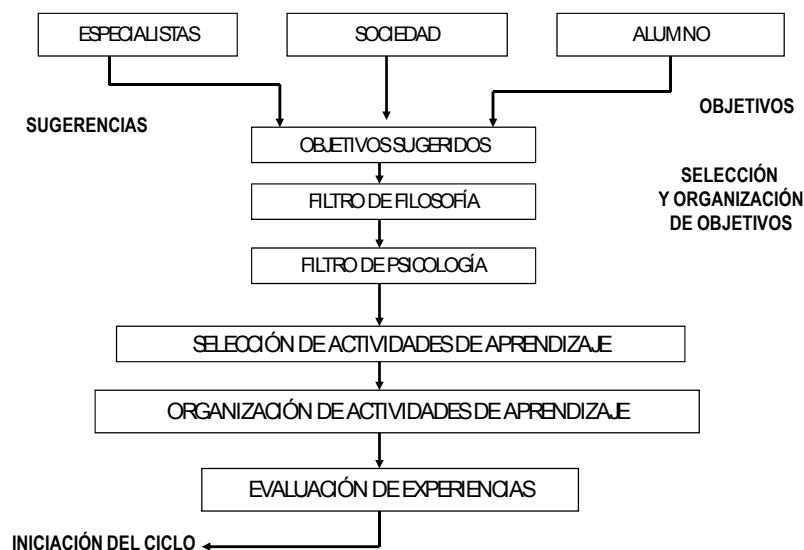 ESPECIALISTAS
SOCIEDAD
ALUMNO
SUGERENCIAS
OBJETIVOS
OBJETIVOS SUGERIDOS
SELECCIÓN
Y ORGANIZACIÓN
DE OBJETIVOS
FILTRO DE FILOSOFÍA
FILTRO DE PSICOLOGÍA
SELECCIÓN DE ACTIVIDADES DE APRENDIZAJE
ORGANIZACIÓN DE ACTIVIDADES DE APRENDIZAJE
EVALUACIÓN DE EXPERIENCIAS
INICIACIÓN DEL CICLO